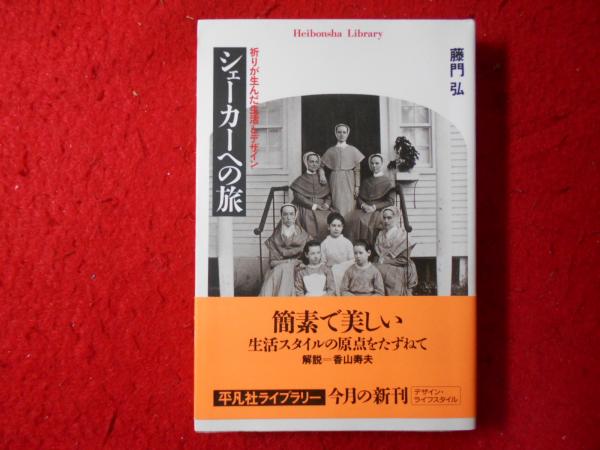 Heibonsha Library
藤門 弘
祈りが生んだ生活とデザイン
シェーカーへの旅
簡素で美しい
生活スタイルの原点をたずねて
解説=香山寿夫
平凡社ライブラリー 今月の新刊 デザイン・
ライフスタイル